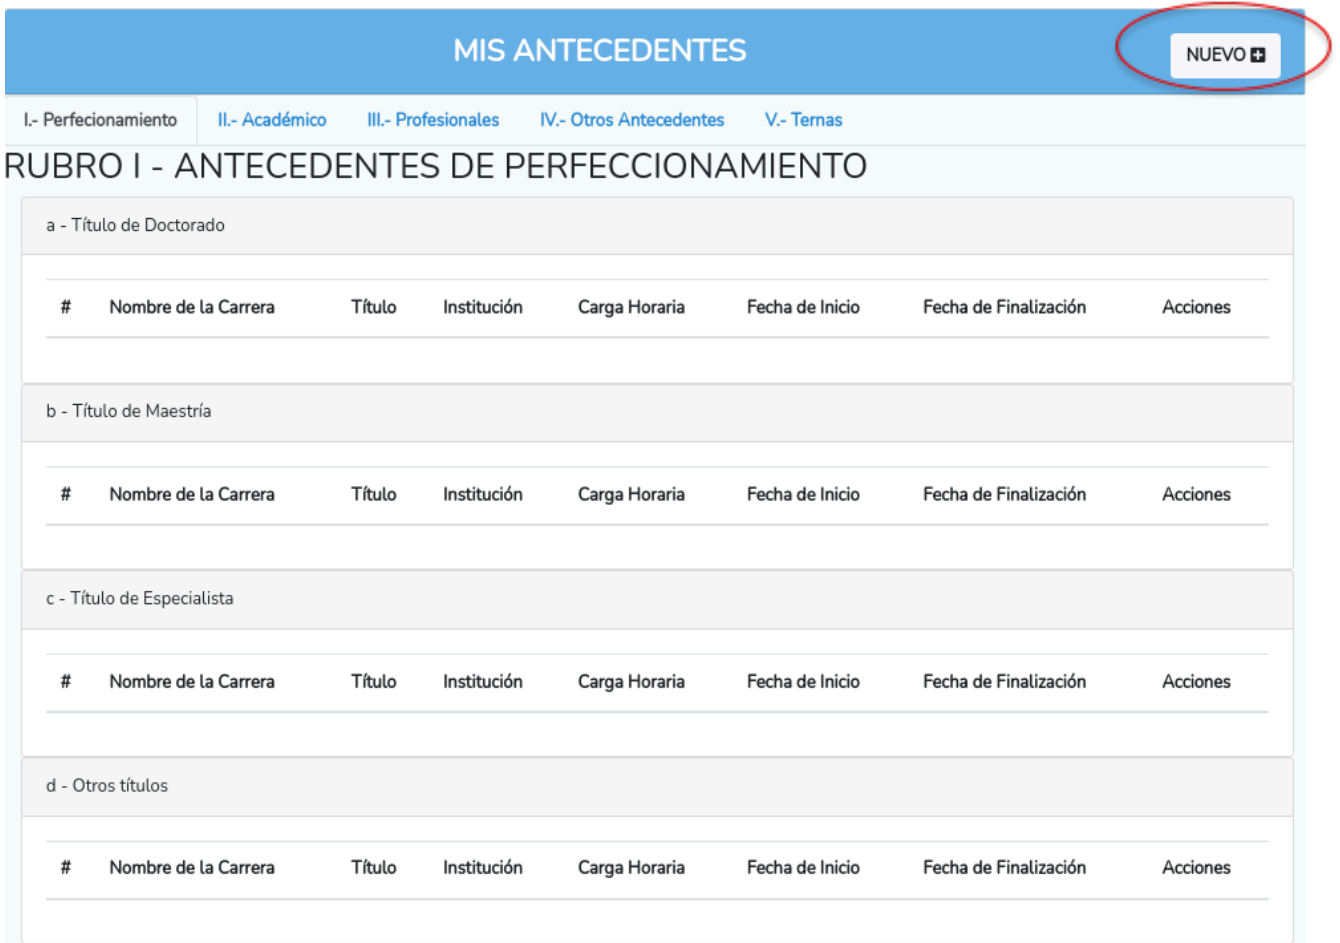 MIS ANTECEDENTES
NUEVO
I.- Perfecionamiento II.- Académico III.- Profesionales IV.- Otros Antecedentes V.- Ternas
RUBRO I - ANTECEDENTES DE PERFECCIONAMIENTO
a - Título de Doctorado
# Nombre de la Carrera Título Institución Carga Horaria Fecha de Inicio Fecha de Finalización Acciones
b - Título de Maestría
# Nombre de la Carrera Título Institución Carga Horaria Fecha de Inicio Fecha de Finalización Acciones
c - Título de Especialista
# Nombre de la Carrera Título Institución Carga Horaria Fecha de Inicio Fecha de Finalización Acciones
d - Otros títulos
# Nombre de la Carrera Título Institución Carga Horaria Fecha de Inicio Fecha de Finalización Acciones